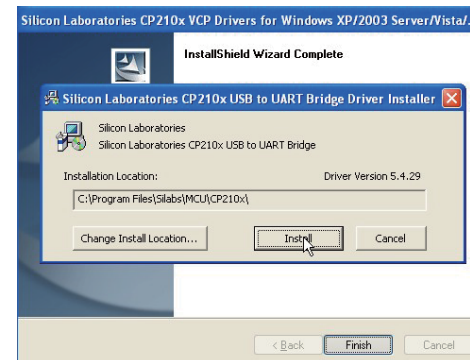 Silicon Laboratories CP210x VCP Drivers for Windows XP/2003 Server/Vista/
InstallShield Wizard Complete
Silicon Laboratories CP210x USB to UART Bridge Driver Installer
Silicon Laboratories
Silicon Laboratories CP210x USB to UART Bridge
Installation Location:
Driver Version 5.4.29
C:\Program Files\Silabs\MCU\CP210x\
Change Install Location...
Install
Cancel
< Back
Finish
Cancel